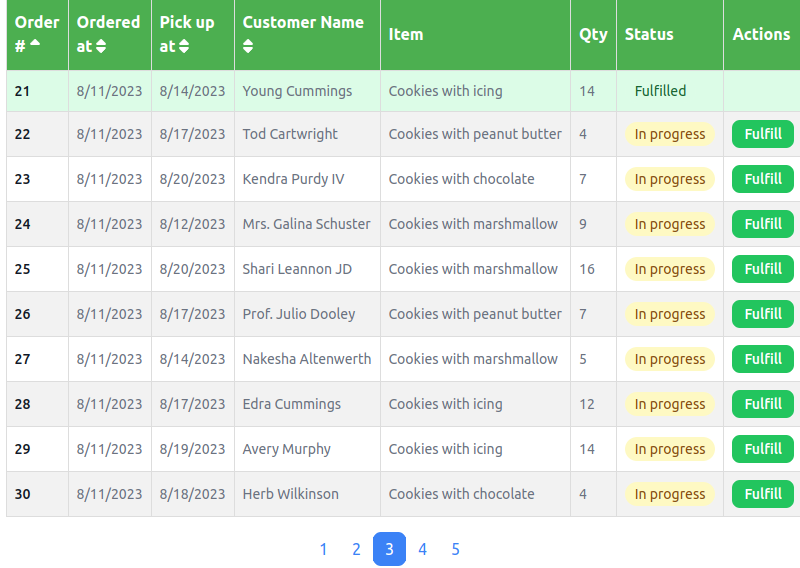 Order # Ordered at Pick up at Customer Name Item Qty Status Actions
21 8/11/2023 8/14/2023 Young Cummings Cookies with icing 14 Fulfilled
22 8/11/2023 8/17/2023 Tod Cartwright Cookies with peanut butter 4 In progress Fulfill
23 8/11/2023 8/20/2023 Kendra Purdy IV Cookies with chocolate 7 In progress Fulfill
24 8/11/2023 8/12/2023 Mrs. Galina Schuster Cookies with marshmallow 9 In progress Fulfill
25 8/11/2023 8/20/2023 Shari Leannon JD Cookies with marshmallow 16 In progress Fulfill
26 8/11/2023 8/17/2023 Prof. Julio Dooley Cookies with peanut butter 7 In progress Fulfill
27 8/11/2023 8/14/2023 Nakesha Altenwerth Cookies with marshmallow 5 In progress Fulfill
28 8/11/2023 8/17/2023 Edra Cummings Cookies with icing 12 In progress Fulfill
29 8/11/2023 8/19/2023 Avery Murphy Cookies with icing 14 In progress Fulfill
30 8/11/2023 8/18/2023 Herb Wilkinson Cookies with chocolate 4 In progress Fulfill
1 2 3 4 5